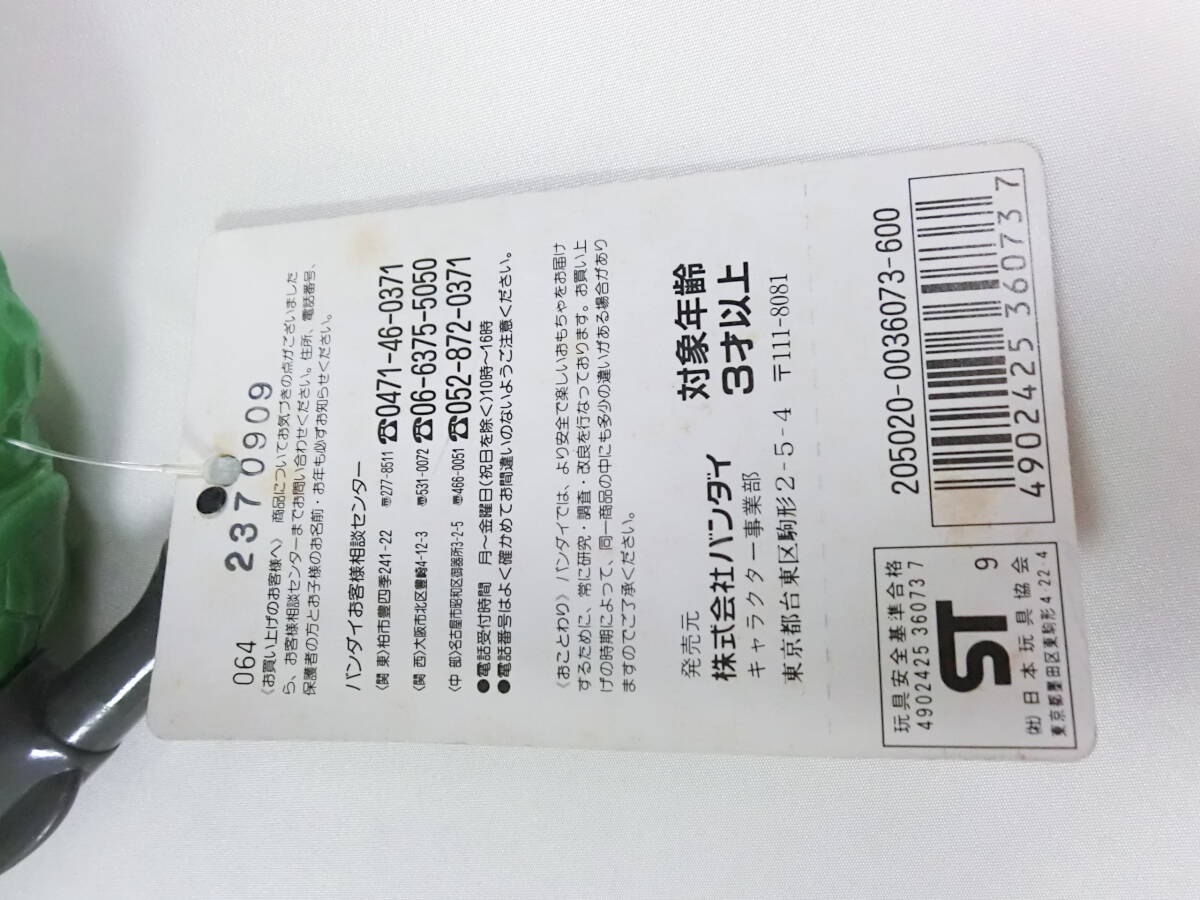 064
2370909
〈お買い上げのお客様へ〉 商品についてお気づきの点がございました
ら、お客様相談センターまでお問い合わせください。住所、電話番号、
保護者の方とお子様のお名前・お年も必ずお知らせください。
バンダイお客様相談センター
〈関 東〉柏市豊四季241-22 〠277-8511 ☎0471-46-0371
〈関 西〉大阪市北区豊崎4-12-3 〠531-0072 ☎06-6375-5050
〈中 部〉名古屋市昭和区御器所3-2-5 〠466-0051 ☎052-872-0371
●電話受付時間 月〜金曜日(祝日を除く)10時〜16時
●電話番号はよく確かめてお間違いのないようご注意ください。
〈おことわり〉バンダイでは、より安全で楽しいおもちゃをお届け
するために、常に研究・調査・改良を行なっております。お買い上
げの時期によって、同一商品の中にも多少の違いがある場合があり
ますのでご了承ください。
発売元
株式会社バンダイ
キャラクター事業部
対象年齢
3才以上
東京都台東区駒形2-5-4 〒111-8081
205020-0036073-600
4902425360737
玩具安全基準合格
4902425 360737
ST 9
(社)日本玩具協会
東京都墨田区東駒形4-22-4